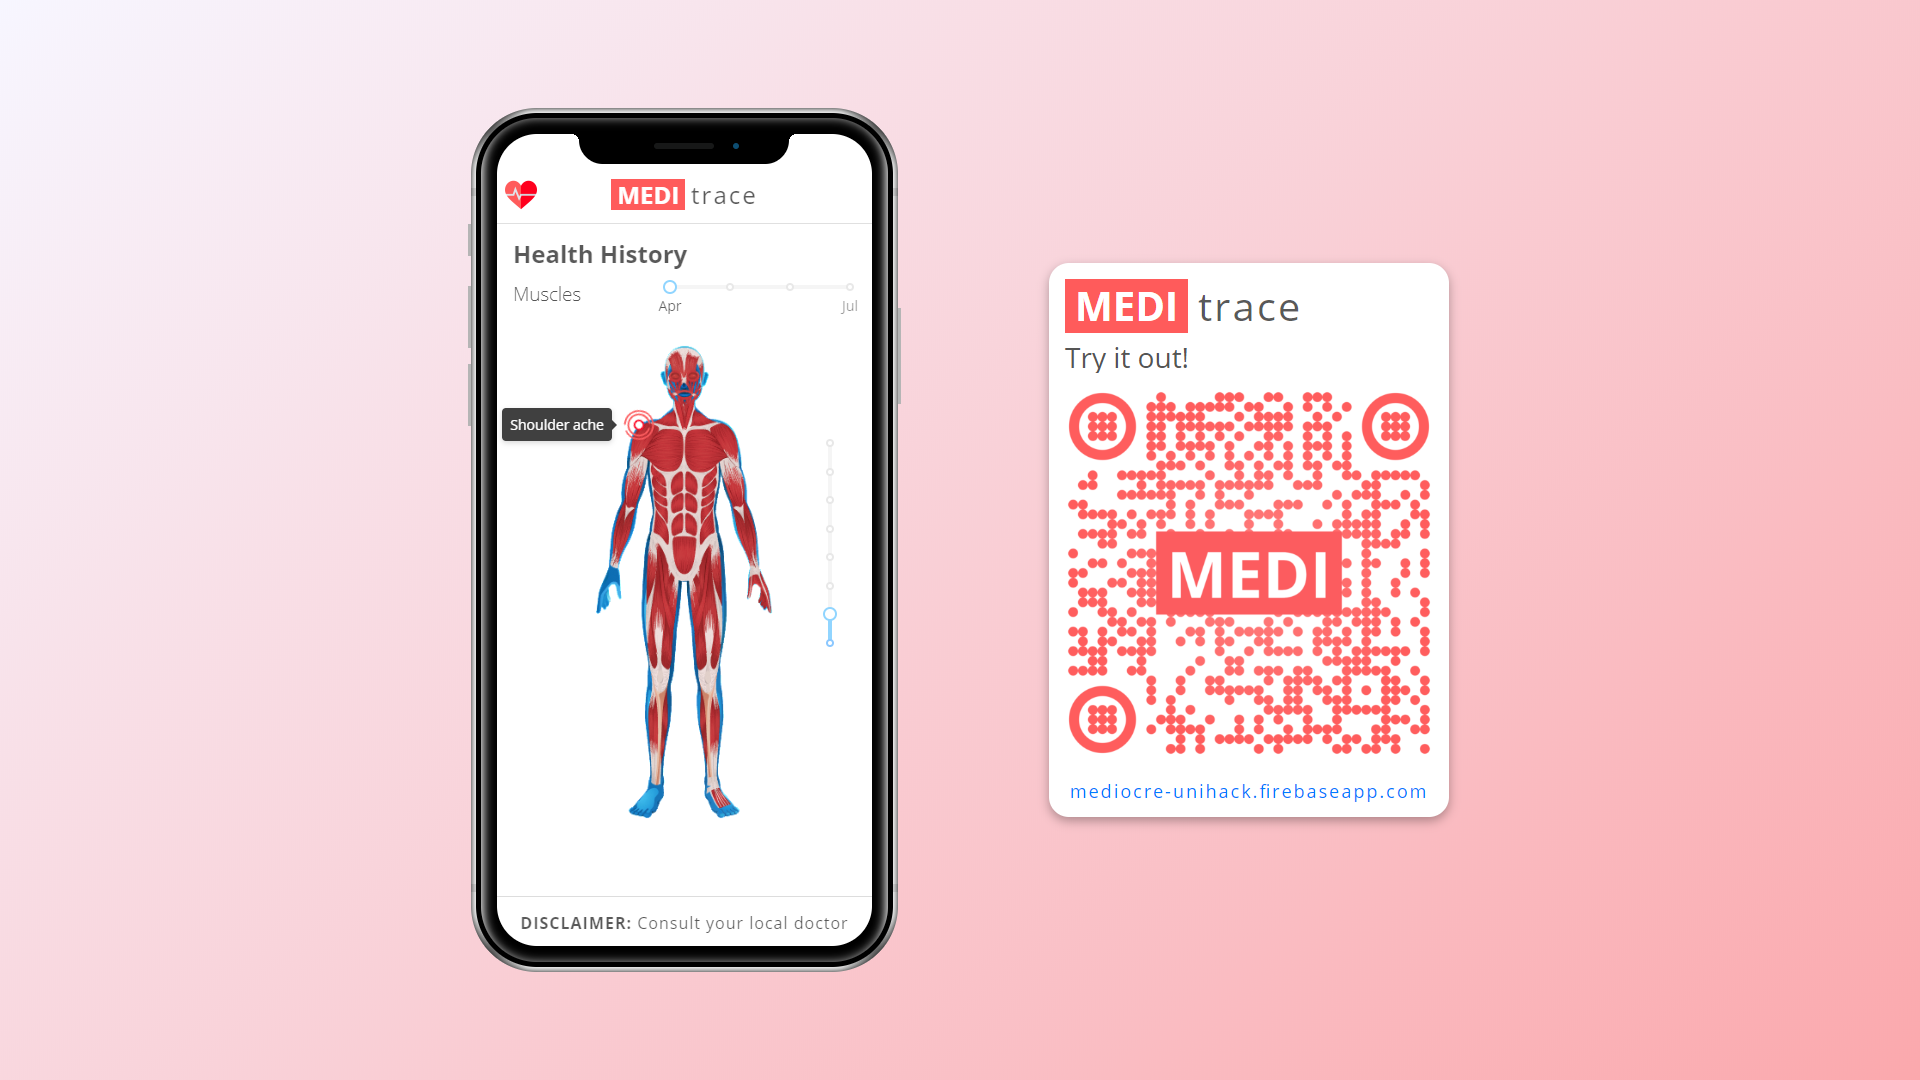 MEDI trace
Health History
Muscles
Apr
Jul
Shoulder ache
DISCLAIMER: Consult your local doctor
MEDI trace
Try it out!
MEDI
mediocre-unihack.firebaseapp.com